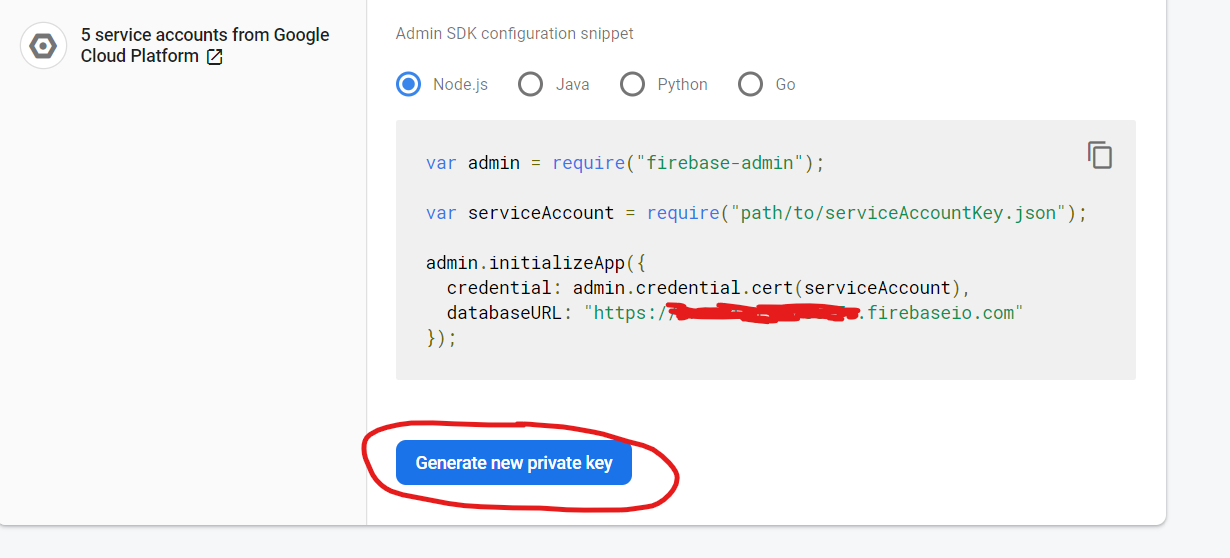 5 service accounts from Google
Cloud Platform
Admin SDK configuration snippet
Node.js
Java
Python
Go
var admin = require("firebase-admin");
var serviceAccount = require("path/to/serviceAccountKey.json");
admin.initializeApp({
credential: admin.credential.cert(serviceAccount),
databaseURL: "https:/ .firebaseio.com"
});
Generate new private key